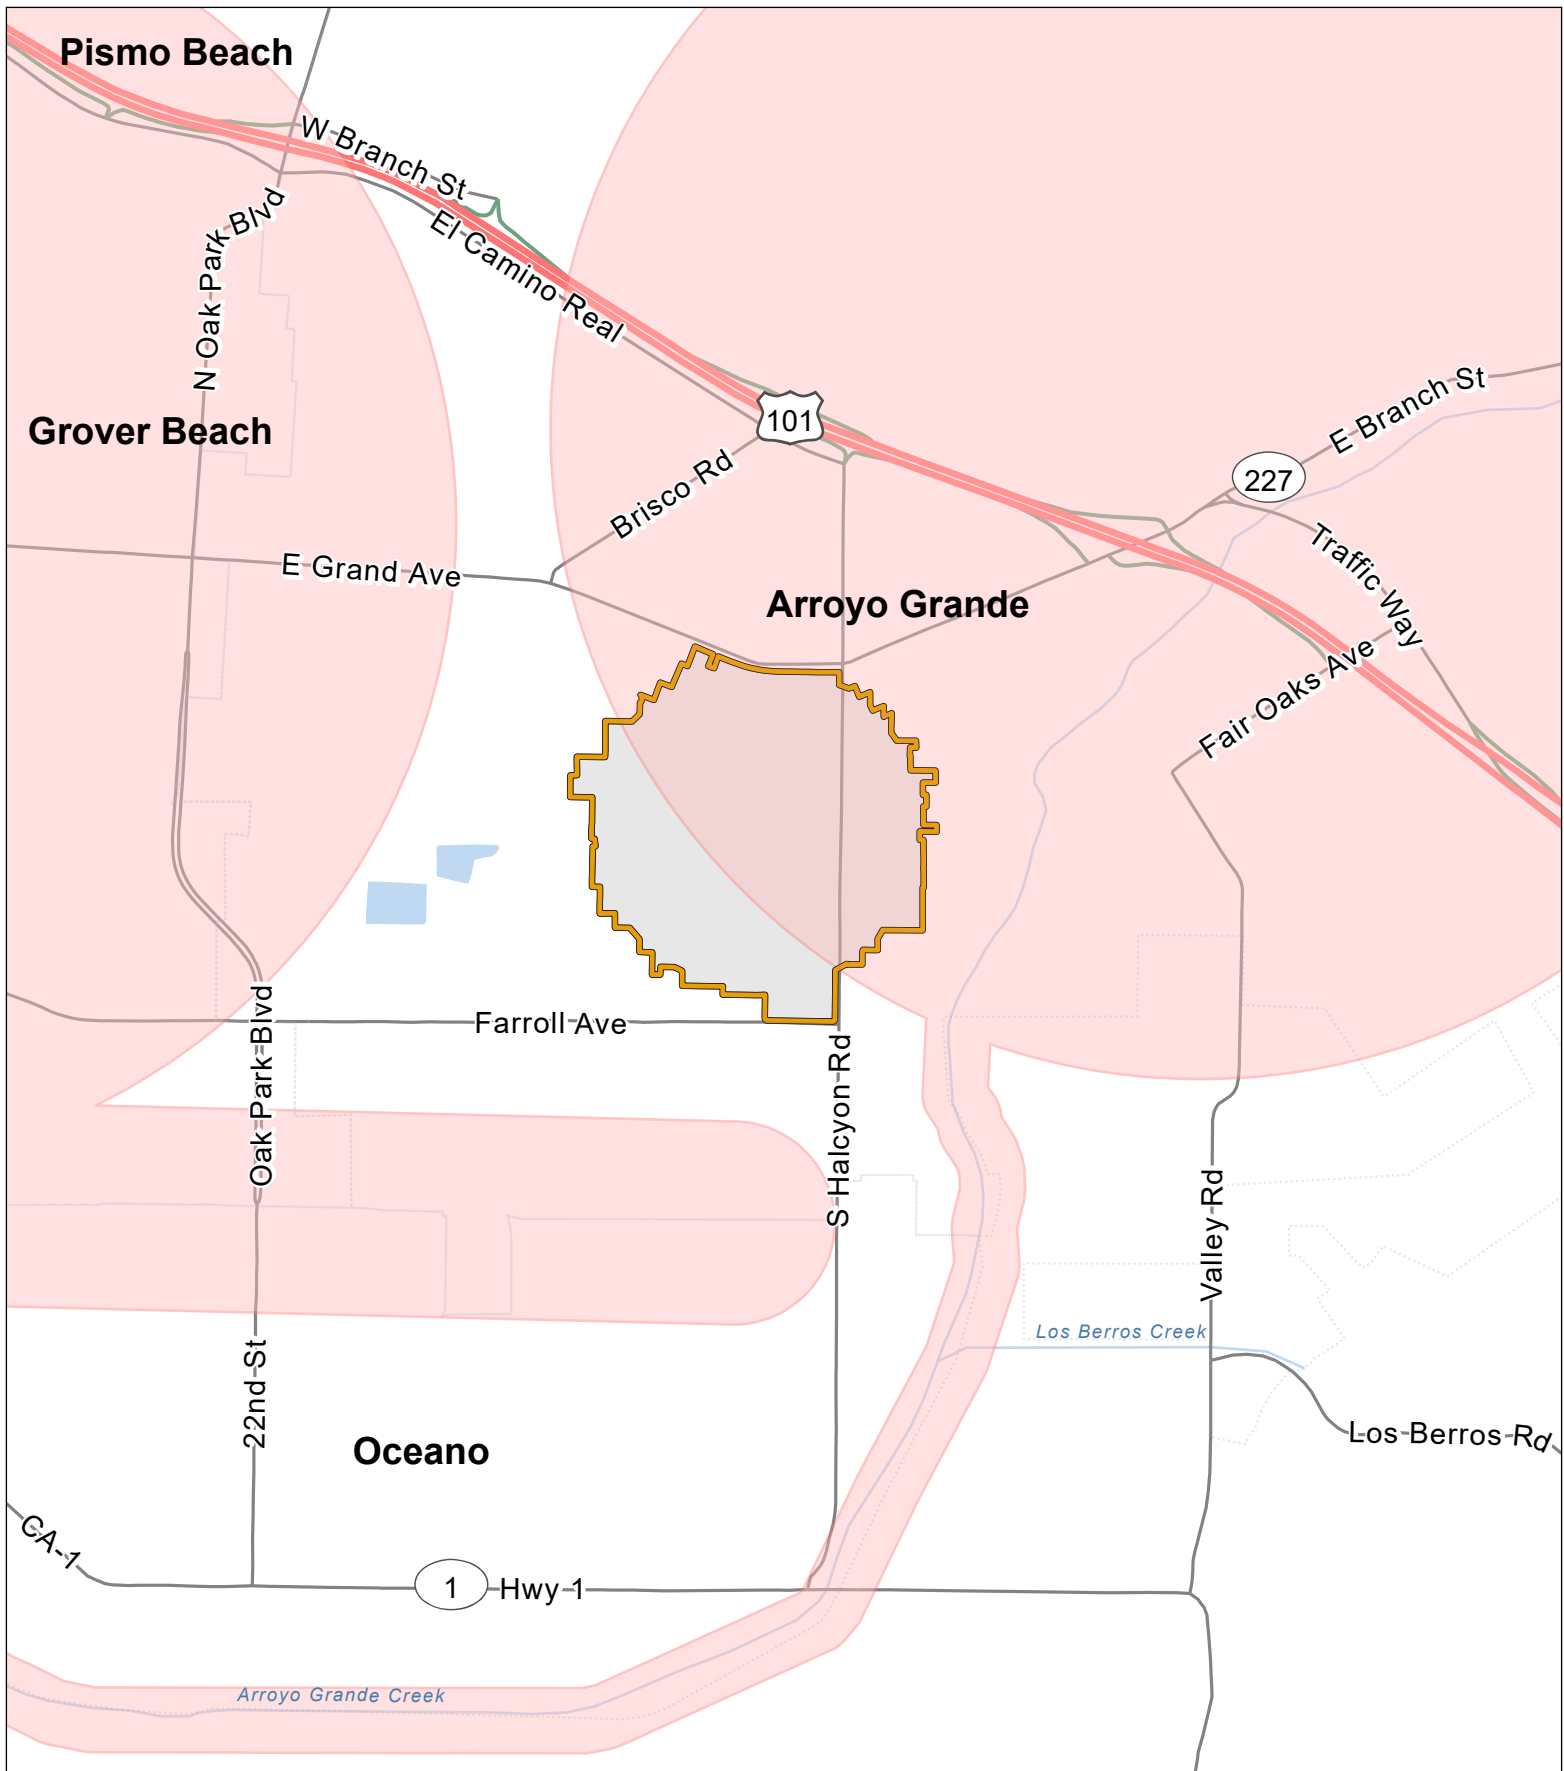 Pismo Beach
W Branch St
N Oak Park Blvd
El Camino Real
101
E Branch St
Grover Beach
227
Brisco Rd
Traffic Way
E Grand Ave
Arroyo Grande
Fair Oaks Ave
Farroll Ave
Oak Park Blvd
S Halcyon Rd
Valley Rd
Los Berros Creek
22nd St
Los Berros Rd
Oceano
CA-1
1
Hwy 1
Arroyo Grande Creek